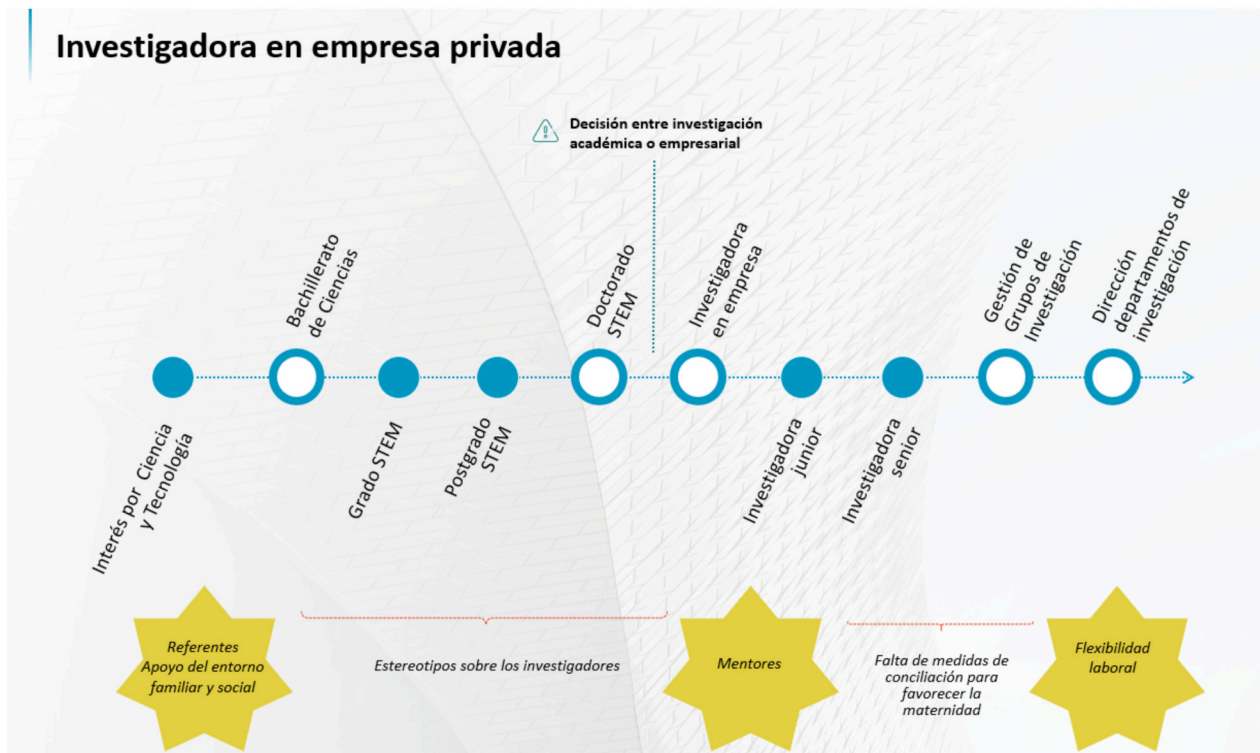 Investigadora en empresa privada
Decisión entre investigación
académica o empresarial
Interés por Ciencia
y Tecnología
Bachillerato
de Ciencias
Grado STEM
Postgrado
STEM
Doctorado
STEM
Investigadora
en empresa
Investigadora
junior
Investigadora
senior
Gestión de
Grupos de
Investigación
Dirección
departamentos de
investigación
Referentes
Apoyo del entorno
familiar y social
Estereotipos sobre los investigadores
Mentores
Falta de medidas de
conciliación para
favorecer la
maternidad
Flexibilidad
laboral